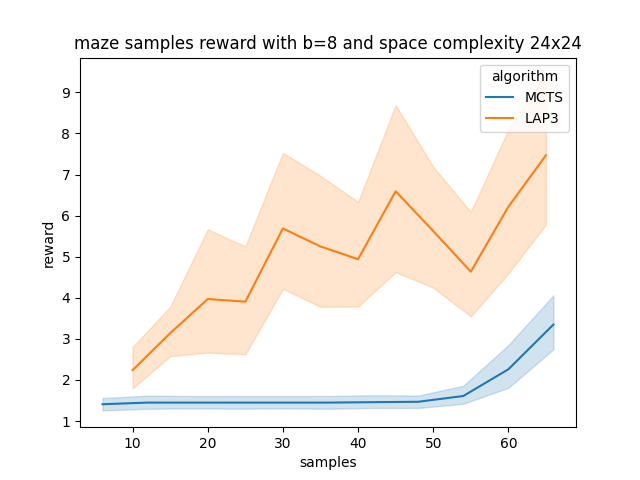 maze samples reward with b=8 and space complexity 24x24
algorithm
MCTS
LAP3
reward
9
8
7
6
5
4
3
2
1
10 20 30 40 50 60
samples